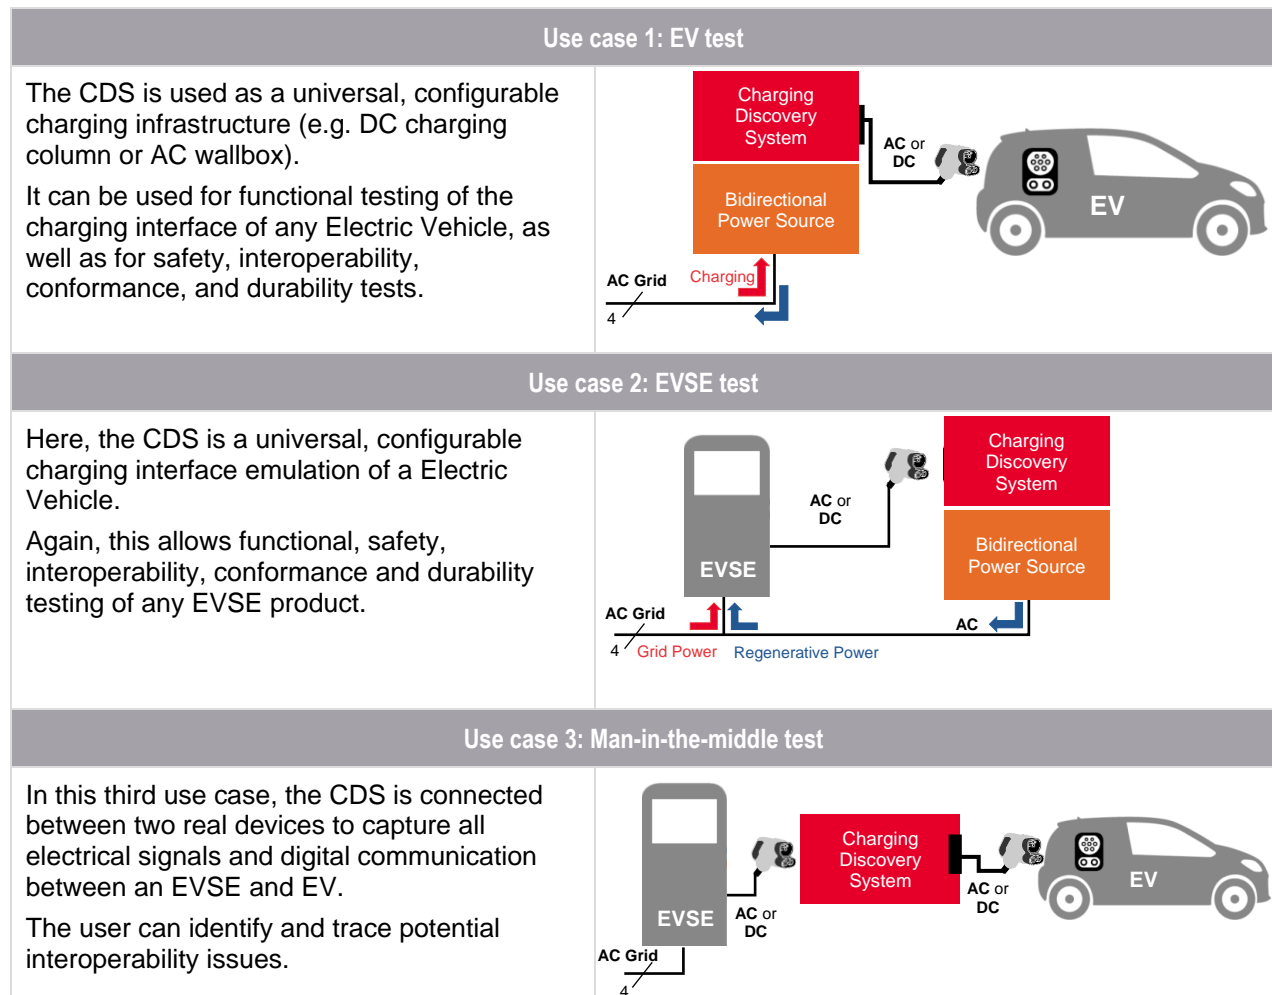 Use case 1: EV test
The CDS is used as a universal, configurable
charging infrastructure (e.g. DC charging
column or AC wallbox).
It can be used for functional testing of the
charging interface of any Electric Vehicle, as
well as for safety, interoperability,
conformance, and durability tests.
Charging
Discovery
System
Bidirectional
Power Source
AC or
DC
EV
AC Grid
Charging
4
Use case 2: EVSE test
Here, the CDS is a universal, configurable
charging interface emulation of a Electric
Vehicle.
Again, this allows functional, safety,
interoperability, conformance and durability
testing of any EVSE product.
EVSE
AC or
DC
Charging
Discovery
System
Bidirectional
Power Source
AC Grid
AC
4
Grid Power
Regenerative Power
Use case 3: Man-in-the-middle test
In this third use case, the CDS is connected
between two real devices to capture all
electrical signals and digital communication
between an EVSE and EV.
The user can identify and trace potential
interoperability issues.
EVSE
AC or
DC
Charging
Discovery
System
AC or
DC
EV
AC Grid
4